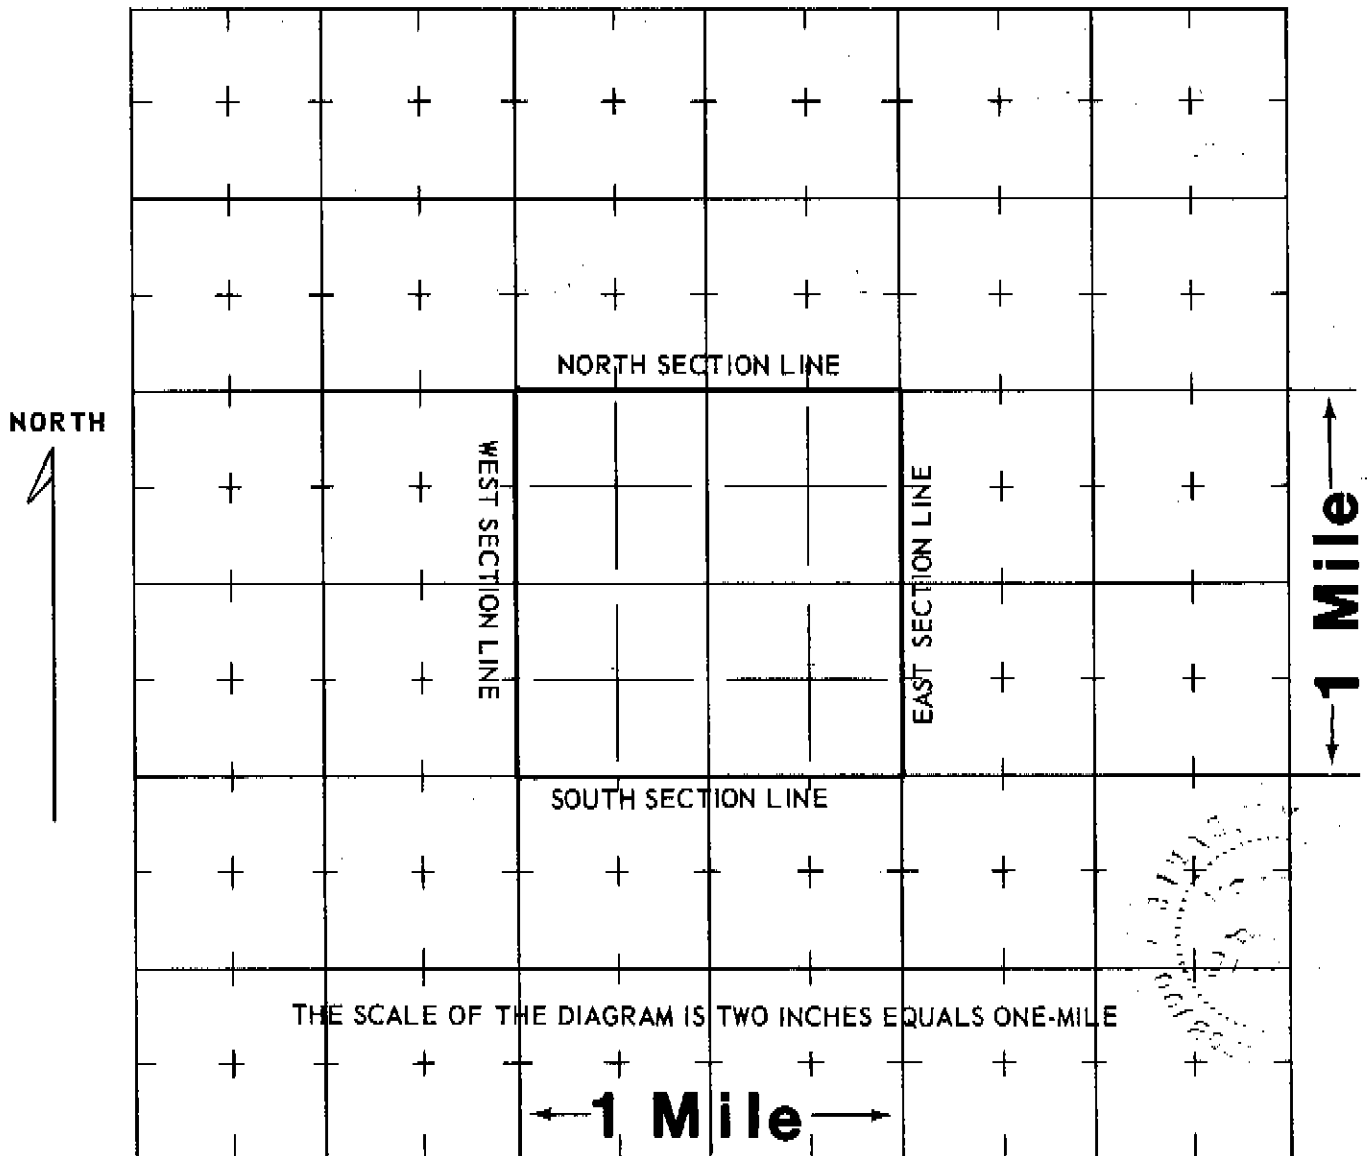 NORTH SECTION LINE
NORTH
WEST SECTION LINE
EAST SECTION LINE
1 Mile
SOUTH SECTION LINE
THE SCALE OF THE DIAGRAM IS TWO INCHES EQUALS ONE-MILE
1 Mile